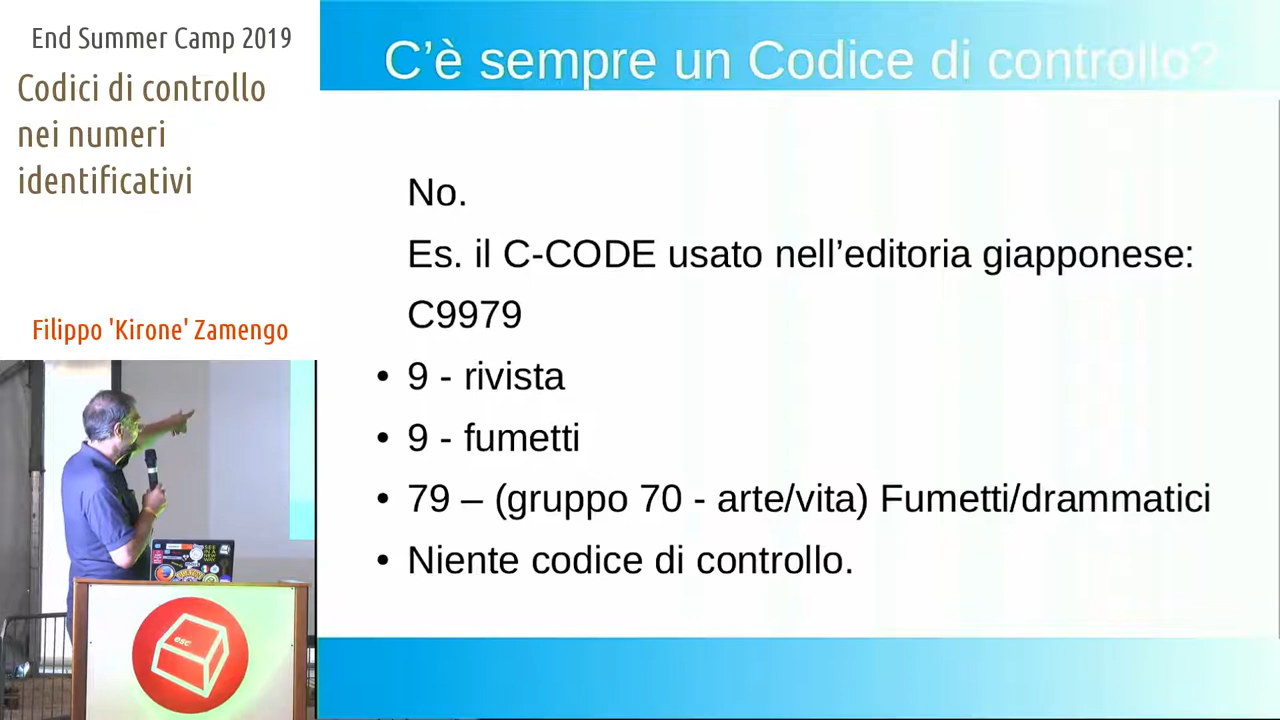 End Summer Camp 2019
Codici di controllo
nei numeri
identificativi
Filippo 'Kirone' Zamengo
C’è sempre un Codice di controllo?
No.
Es. il C-CODE usato nell’editoria giapponese:
C9979
• 9 - rivista
• 9 - fumetti
• 79 – (gruppo 70 - arte/vita) Fumetti/drammatici
• Niente codice di controllo.
esc